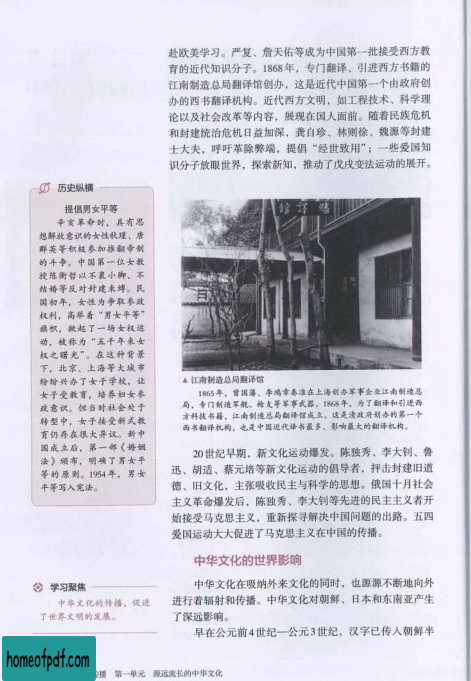 赴欧美学习。严复、詹天佑等成为中国第一批接受西方教
育的近代知识分子。1868年，专门翻译、引进西方书籍的
江南制造总局翻译馆创办，这是近代中国第一个由政府创
办的西书翻译机构。近代西方文明，如工程技术、科学理
论以及社会改革等内容，展现在国人面前。随着民族危机
和封建统治危机日益加深，龚自珍、林则徐、魏源等封建
士大夫，呼吁革除弊端，提倡“经世致用”；一些爱国知
识分子放眼世界，探索新知，推动了戊戌变法运动的开展。
历史纵横
提倡男女平等
辛亥革命时，具有思
想解放意识的女性秋瑾、唐
群英等积极参加推翻帝制
的斗争。中国第一位女教
授陈衡哲以不裹小脚、不
结婚等反对封建束缚。民
国初年，女性为争取参政
权利，高举着“男女平等”
旗帜，掀起了一场女权运
动，被称为“五十年来女
权之曙光”。在这种背景
下，北京、上海等大城市
纷纷兴办了女子学校，让
女子受教育，培养妇女参
政意识。但当时社会处于
转型中，女子接受新式教
育仍存在很大异议。新中
国成立后，第一部《婚姻
法》颁布，明确了男女平
等的原则。1954年，男女
平等写入宪法。
翻译馆
▲江南制造总局翻译馆
1865年，曾国藩、李鸿章奏准在上海创办军事企业江南制造总
局，专门制造军舰、枪支等军事武器。1868年，为了翻译和引进西
方科技书籍，江南制造总局翻译馆成立。这是清政府创办的第一个
西书翻译机构，也是中国近代译书最多、影响最大的翻译机构。
20世纪早期，新文化运动爆发。陈独秀、李大钊、鲁
迅、胡适、蔡元培等新文化运动的倡导者，抨击封建旧道
德、旧文化，主张吸收民主与科学的思想。俄国十月社会
主义革命爆发后，陈独秀、李大钊等先进的民主主义者开
始接受马克思主义，重新探寻解决中国问题的出路。五四
爱国运动大大促进了马克思主义在中国的传播。
中华文化的世界影响
学习聚焦
中华文化的传播，促进
了世界文明的发展。
中华文化在吸纳外来文化的同时，也源源不断地向外
进行着辐射和传播。中华文化对朝鲜、日本和东南亚产生
了深远影响。
早在公元前4世纪—公元3世纪，汉字已传入朝鲜半
homeofpdf.com
传播 第一单元 源远流长的中华文化